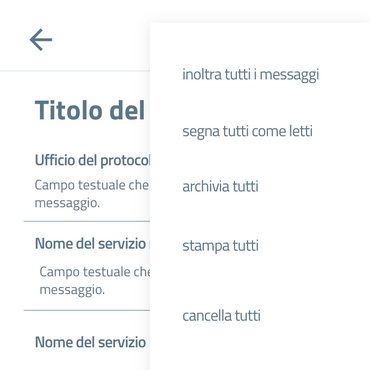 Titolo del
Ufficio del protocol
Campo testuale che
messaggio.
Nome del servizio
Campo testuale che
messaggio.
Nome del servizio
inoltra tutti i messaggi
segna tutti come letti
archivia tutti
stampa tutti
cancella tutti